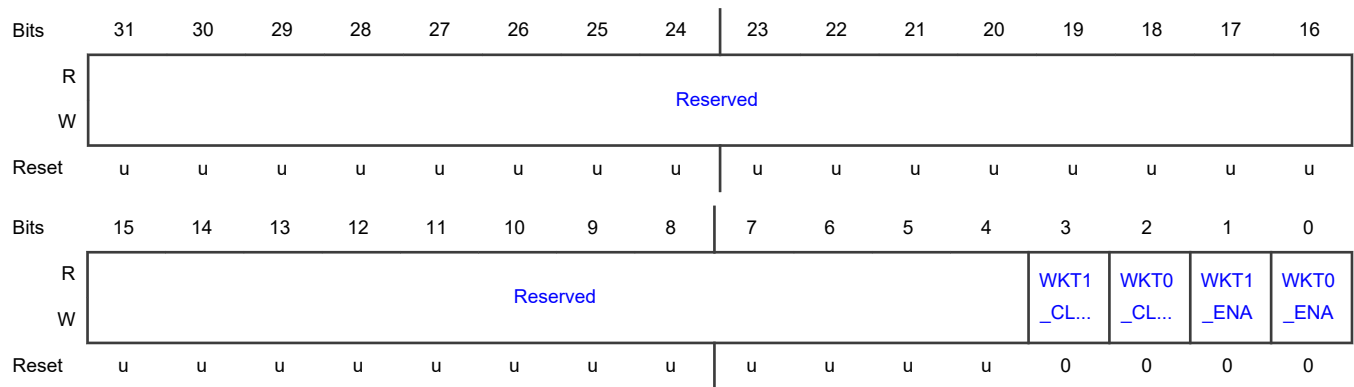 Bits 31 30 29 28 27 26 25 24 23 22 21 20 19 18 17 16
R
Reserved
W
Reset u u u u u u u u u u u u u u u u
Bits 15 14 13 12 11 10 9 8 7 6 5 4 3 2 1 0
R WKT1 WKT0 WKT1 WKT0
Reserved
W _CL... _CL... _ENA _ENA
Reset u u u u u u u u u u u u 0 0 0 0